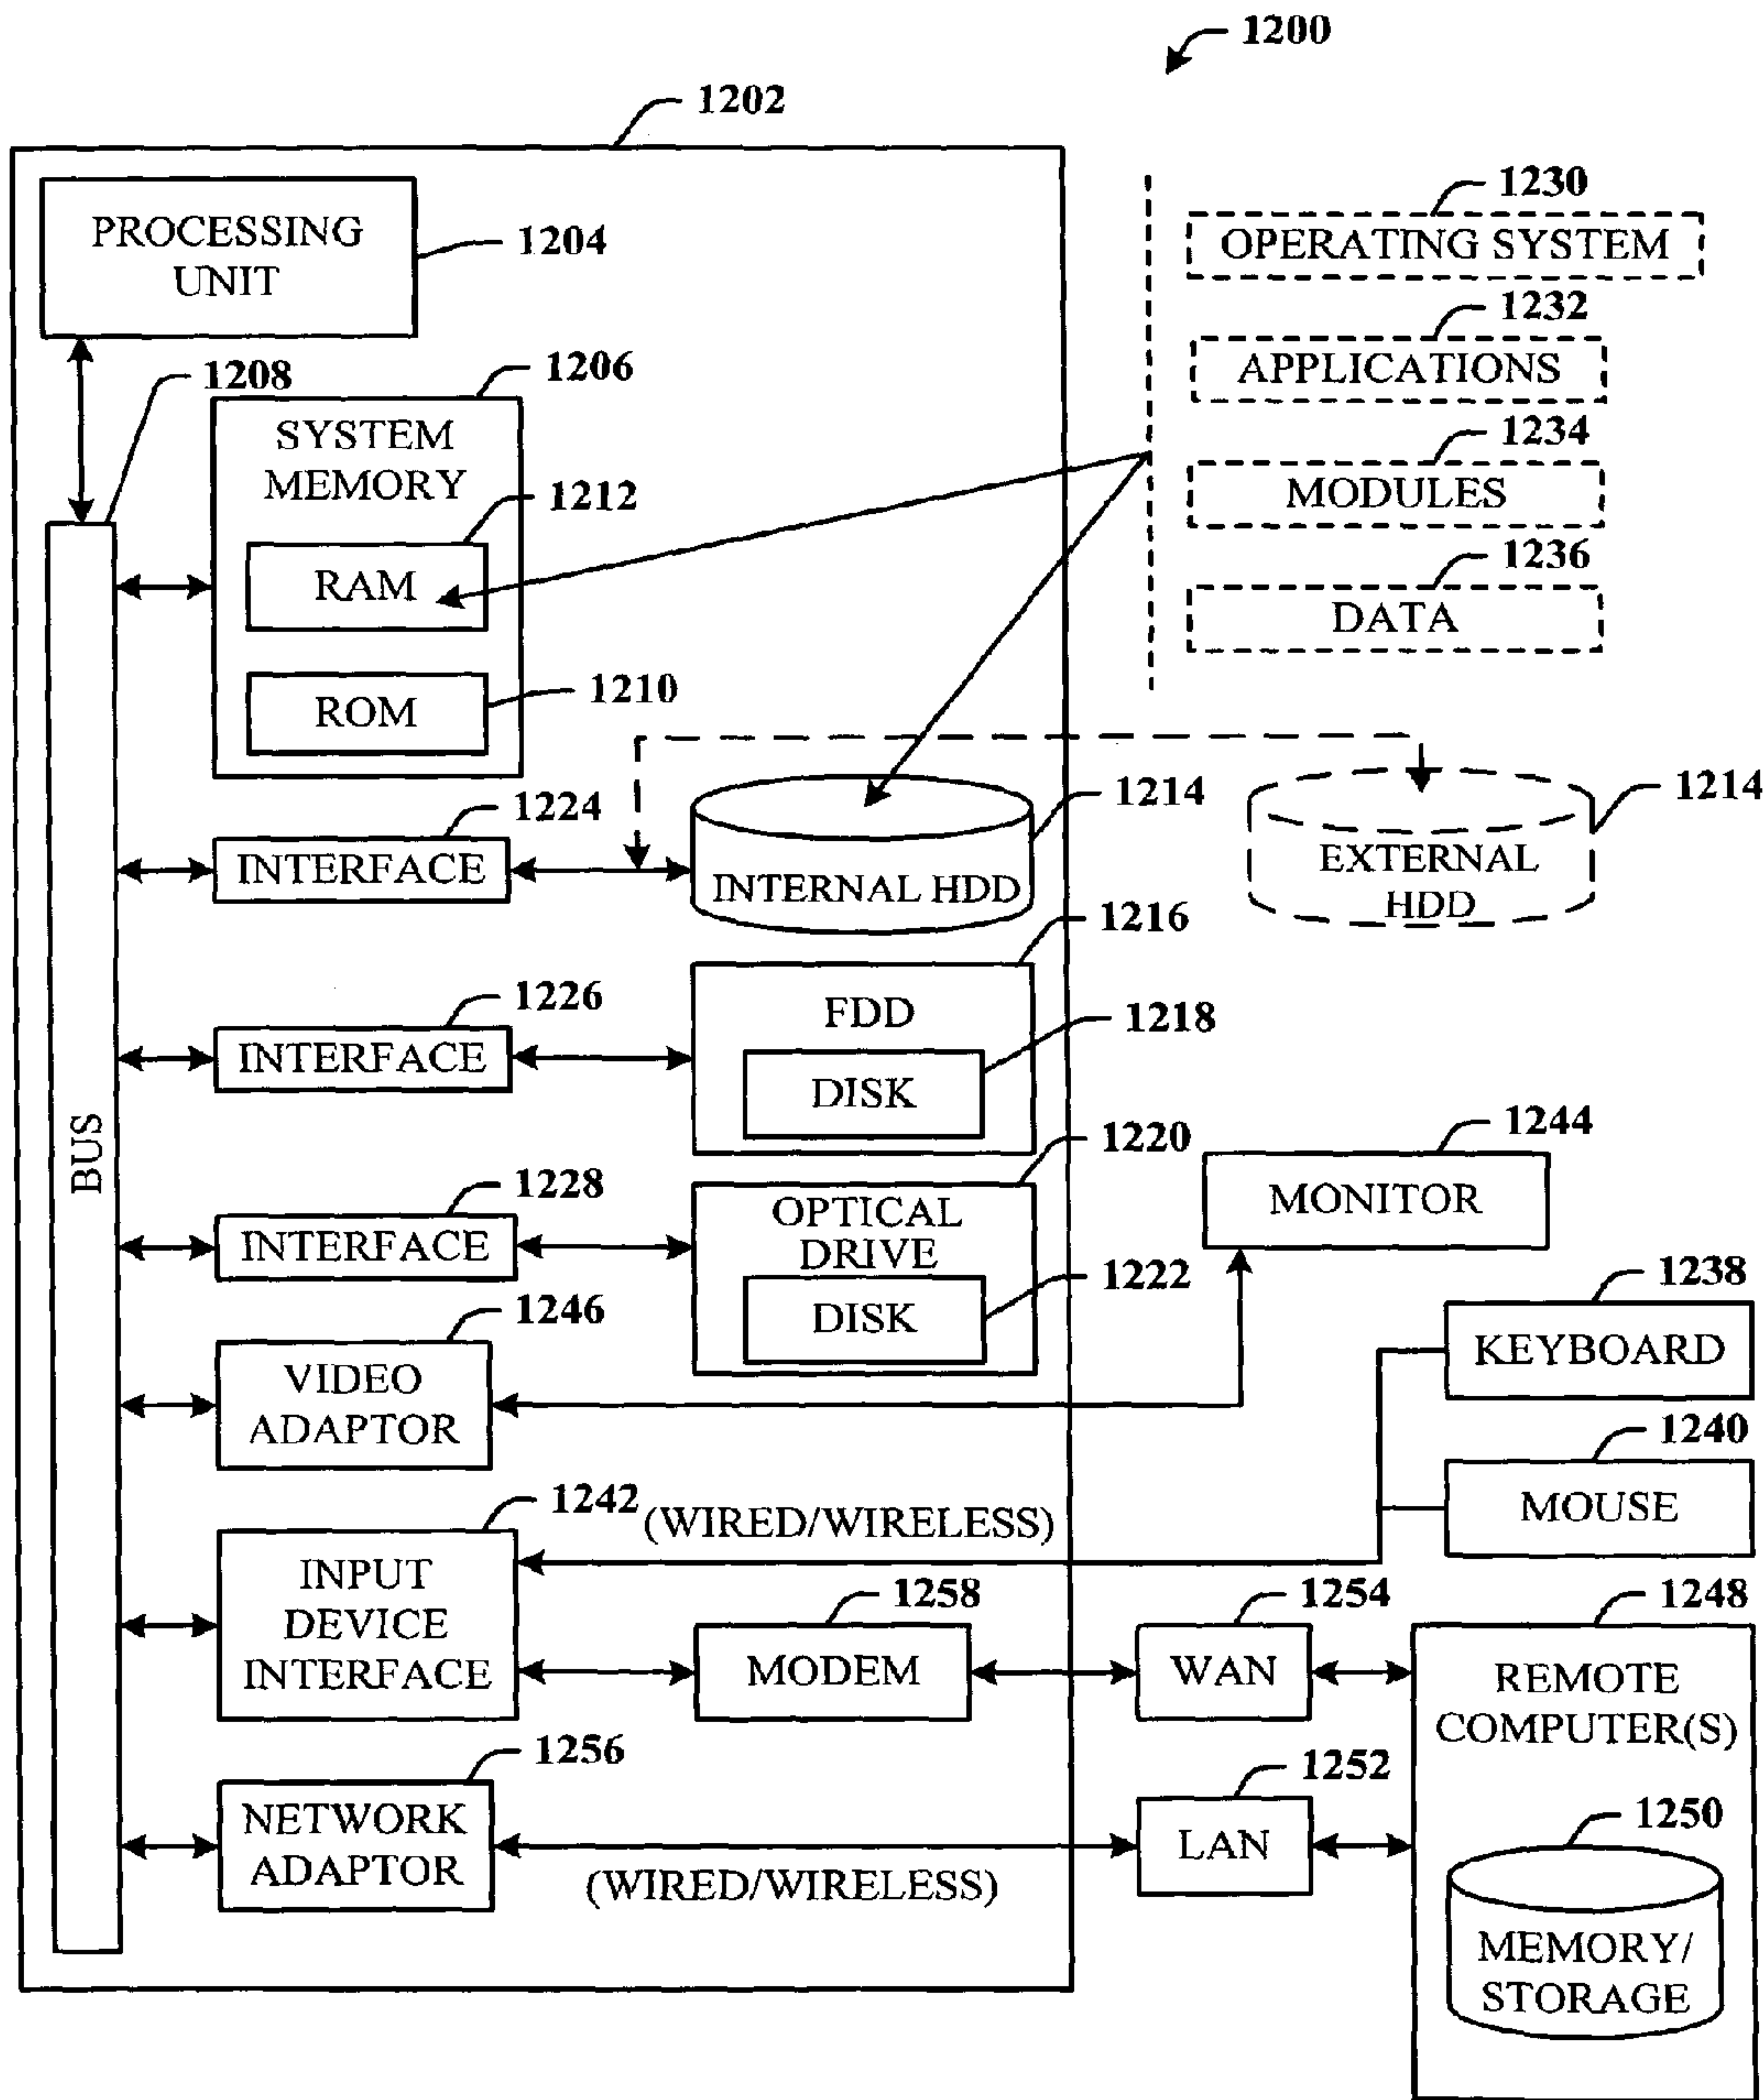 1200
1202
PROCESSING
UNIT
1204
1208
1206
SYSTEM
MEMORY
1212
RAM
1210
ROM
1230
OPERATING SYSTEM
1232
APPLICATIONS
1234
MODULES
1236
DATA
BUS
1224
INTERFACE
1214
INTERNAL HDD
1214
EXTERNAL
HDD
1226
INTERFACE
1216
FDD
1218
DISK
1228
INTERFACE
1220
OPTICAL
DRIVE
1222
DISK
1244
MONITOR
1246
VIDEO
ADAPTOR
1238
KEYBOARD
1240
MOUSE
1242
(WIRED/WIRELESS)
INPUT
DEVICE
INTERFACE
1258
MODEM
1254
WAN
1248
REMOTE
COMPUTER(S)
1256
NETWORK
ADAPTOR
(WIRED/WIRELESS)
1252
LAN
1250
MEMORY/
STORAGE